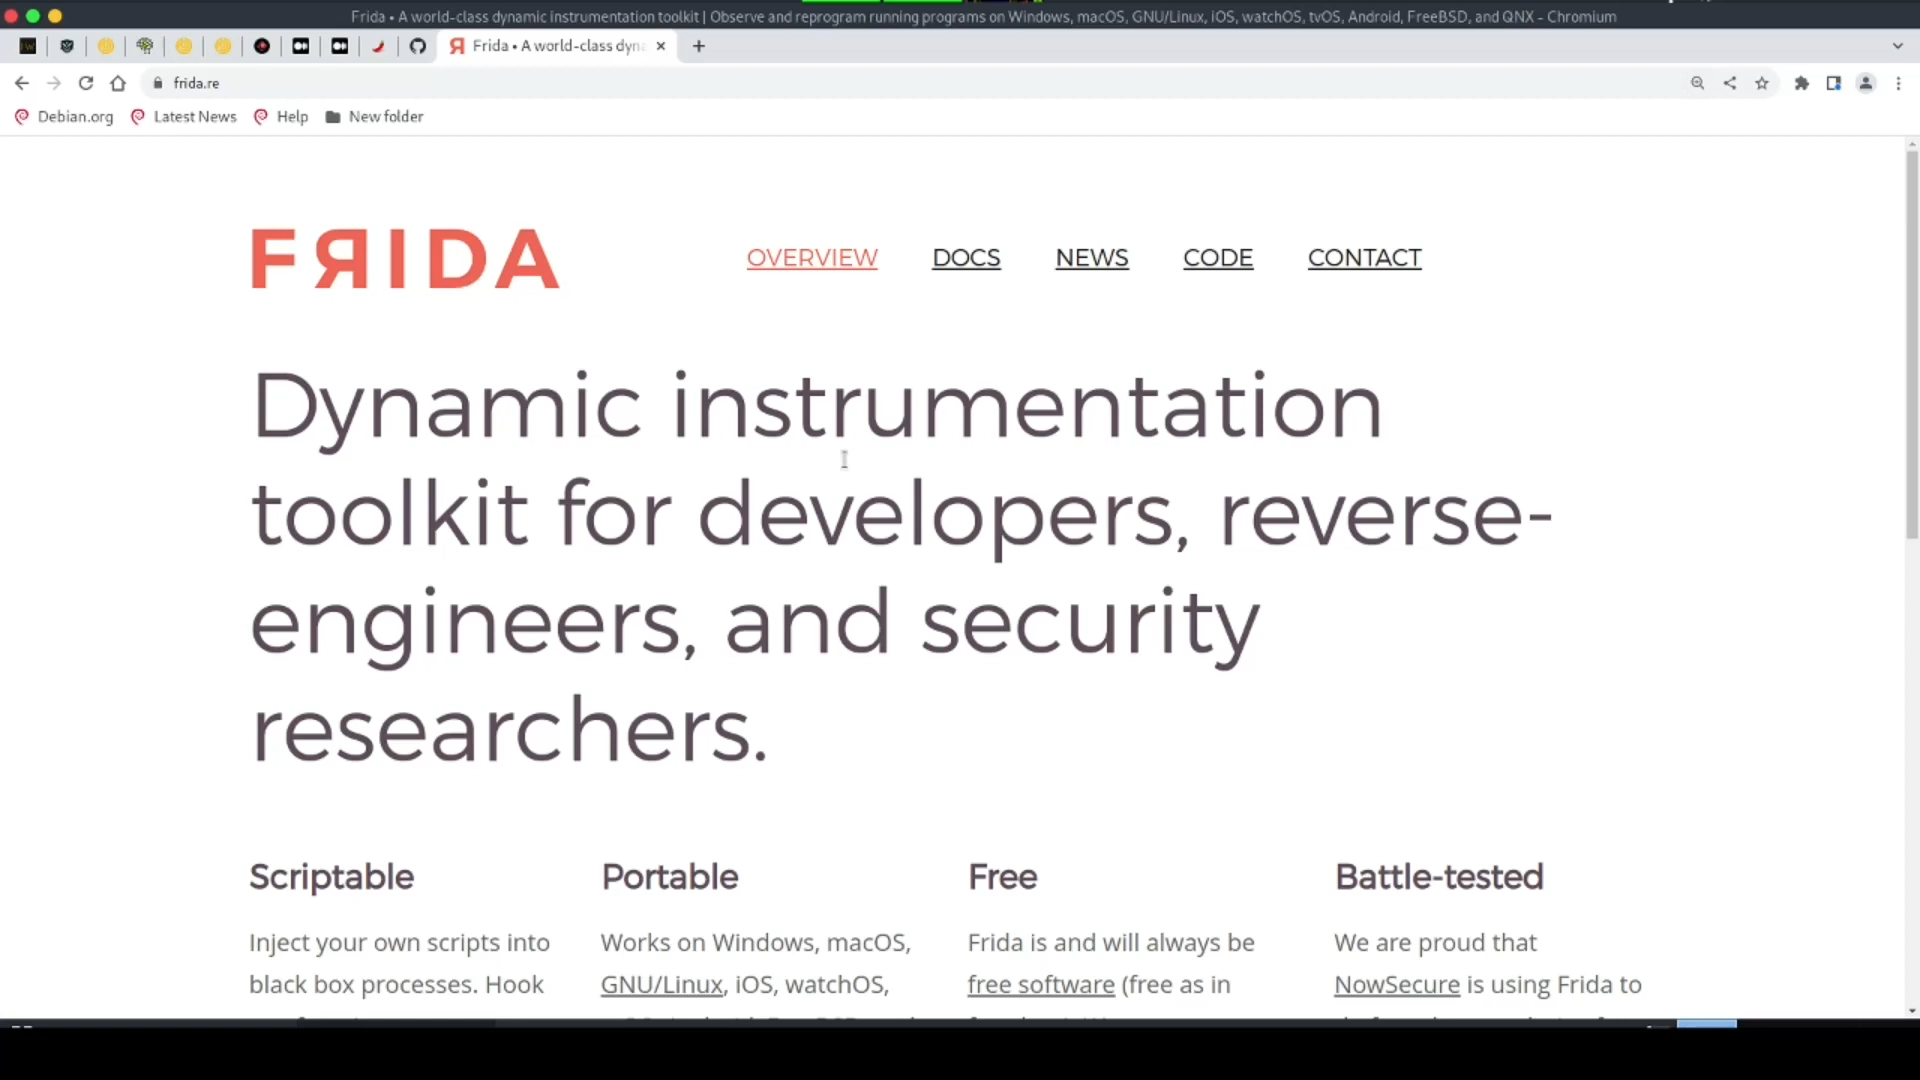 Frida • A world-class dynamic instrumentation toolkit | Observe and reprogram running programs on Windows, macOS, GNU/Linux, iOS, watchOS, tvOS, Android, FreeBSD, and QNX - Chromium
Frida • A world-class dyn
frida.re
Debian.org Latest News Help New folder
FЯIDA
OVERVIEW DOCS NEWS CODE CONTACT
Dynamic instrumentation
toolkit for developers, reverse-
engineers, and security
researchers.
Scriptable
Inject your own scripts into
black box processes. Hook
Portable
Works on Windows, macOS,
GNU/Linux, iOS, watchOS,
Free
Frida is and will always be
free software (free as in
Battle-tested
We are proud that
NowSecure is using Frida to